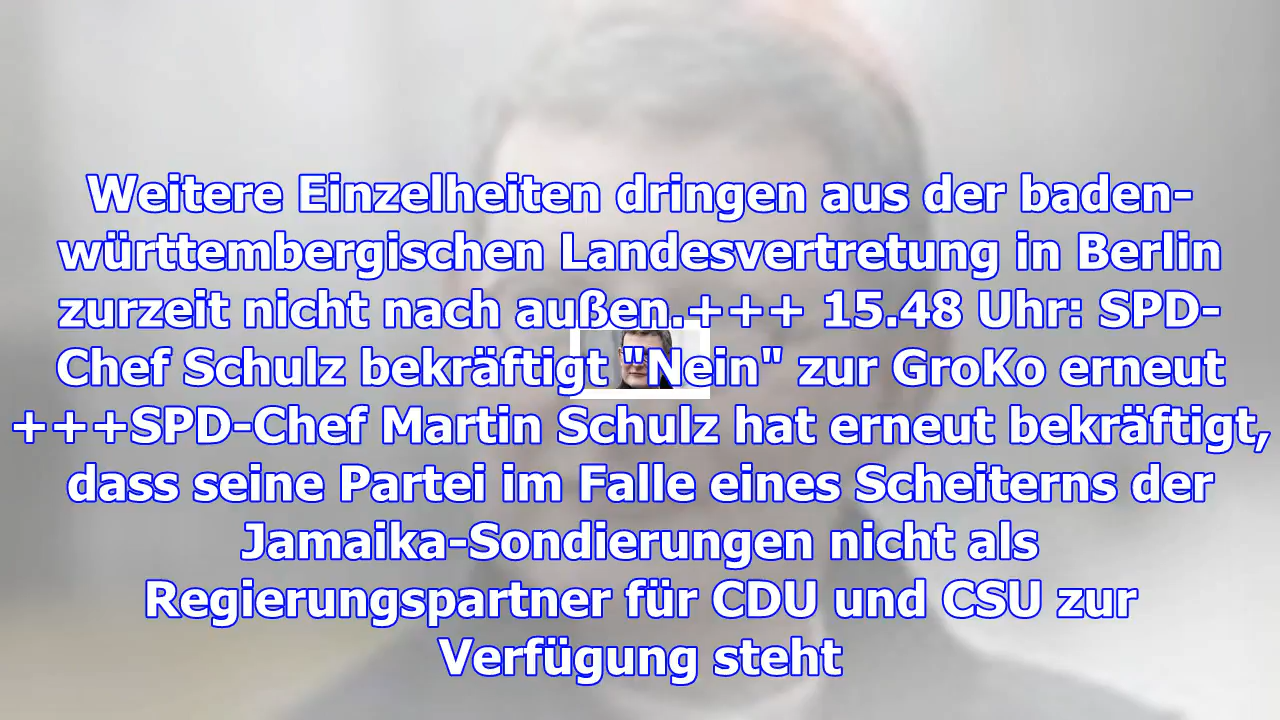 Weitere Einzelheiten dringen aus der baden-
württembergischen Landesvertretung in Berlin
zurzeit nicht nach außen.+++ 15.48 Uhr: SPD-
Chef Schulz bekräftigt "Nein" zur GroKo erneut
+++SPD-Chef Martin Schulz hat erneut bekräftigt,
dass seine Partei im Falle eines Scheiterns der
Jamaika-Sondierungen nicht als
Regierungspartner für CDU und CSU zur
Verfügung steht